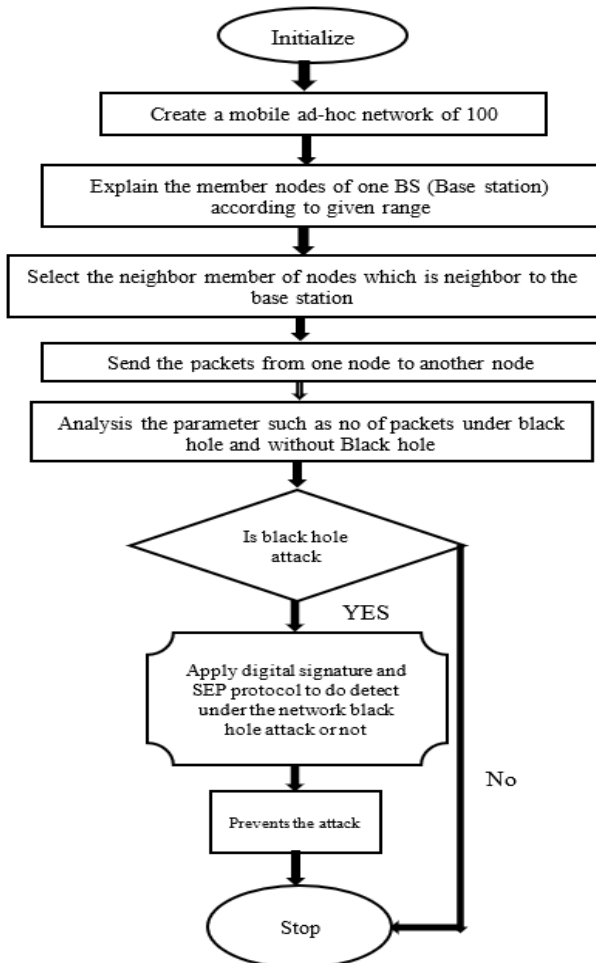 Initialize
Create a mobile ad-hoc network of 100
Explain the member nodes of one BS (Base station)
according to given range
Select the neighbor member of nodes which is neighbor to the
base station
Send the packets from one node to another node
Analysis the parameter such as no of packets under black
hole and without Black hole
Is black hole
attack
YES
Apply digital signature and
SEP protocol to do detect
under the network black
hole attack or not
No
Prevents the attack
Stop